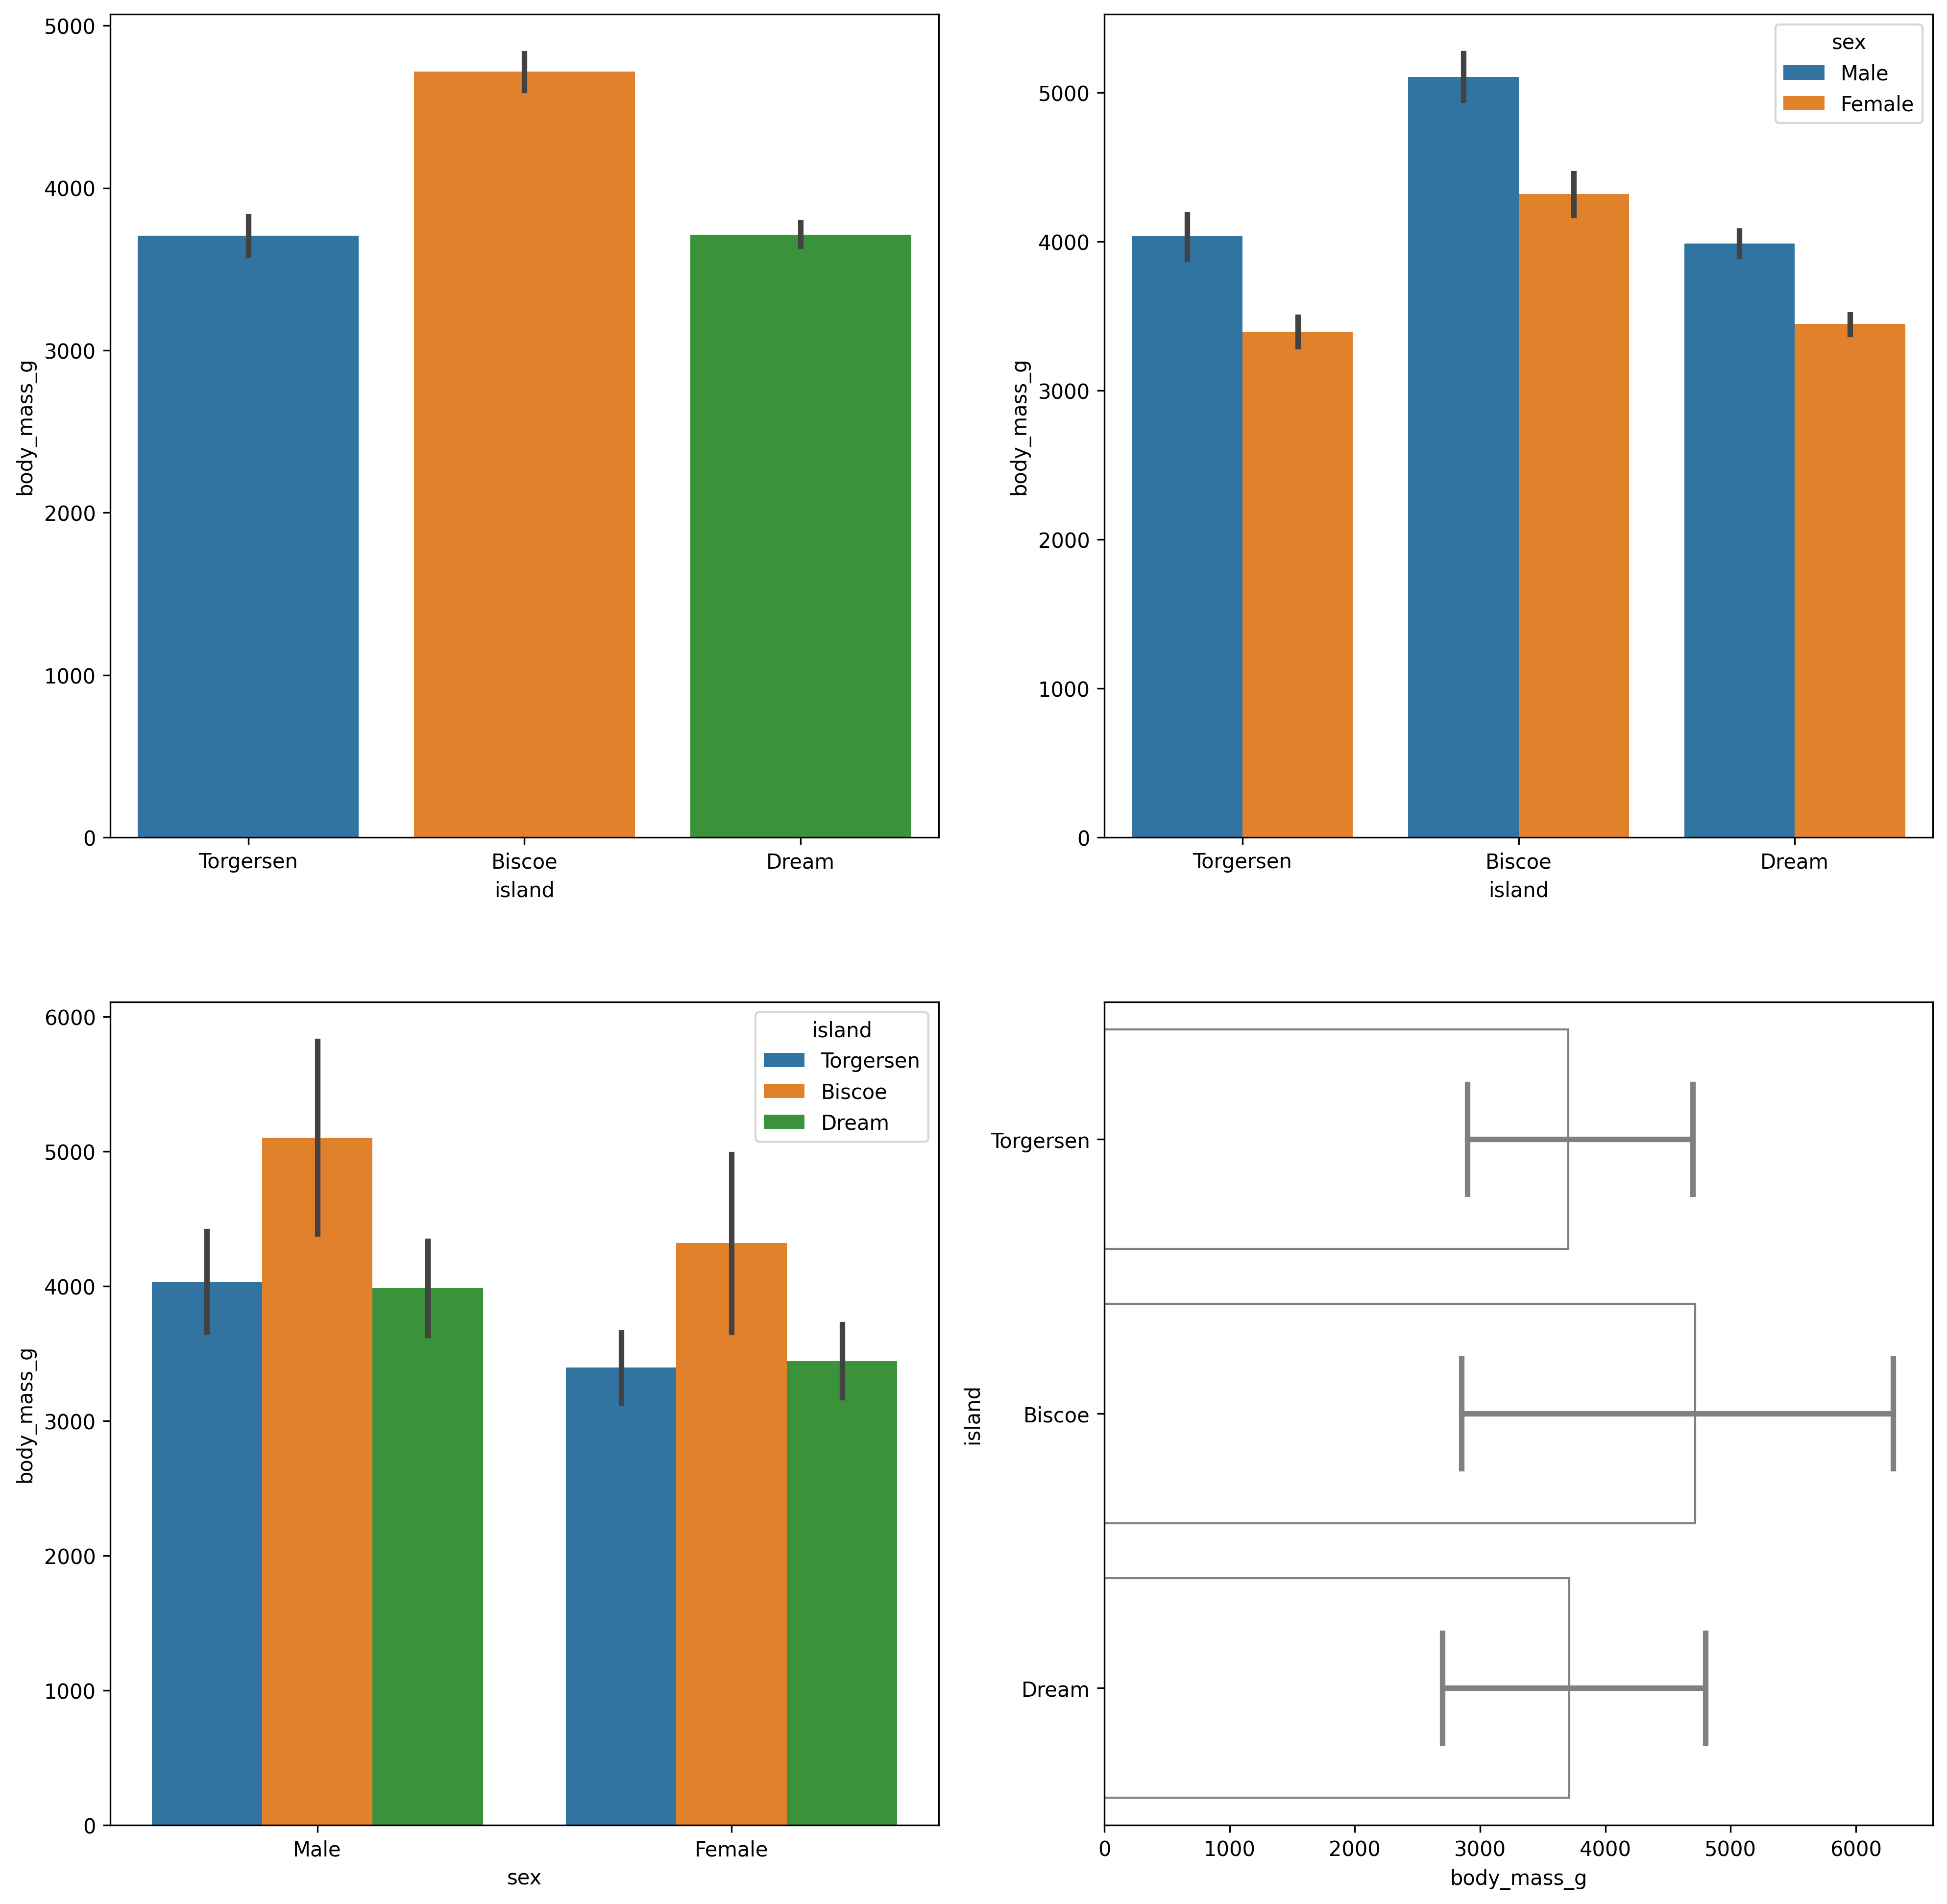 5000
4000
3000
2000
1000
0
body_mass_g
Torgersen Biscoe Dream
island
sex
Male
Female
5000
4000
3000
2000
1000
0
body_mass_g
Torgersen Biscoe Dream
island
island
Torgersen
Biscoe
Dream
6000
5000
4000
3000
2000
1000
0
body_mass_g
Male Female
sex
Torgersen
Biscoe
Dream
island
0 1000 2000 3000 4000 5000 6000
body_mass_g